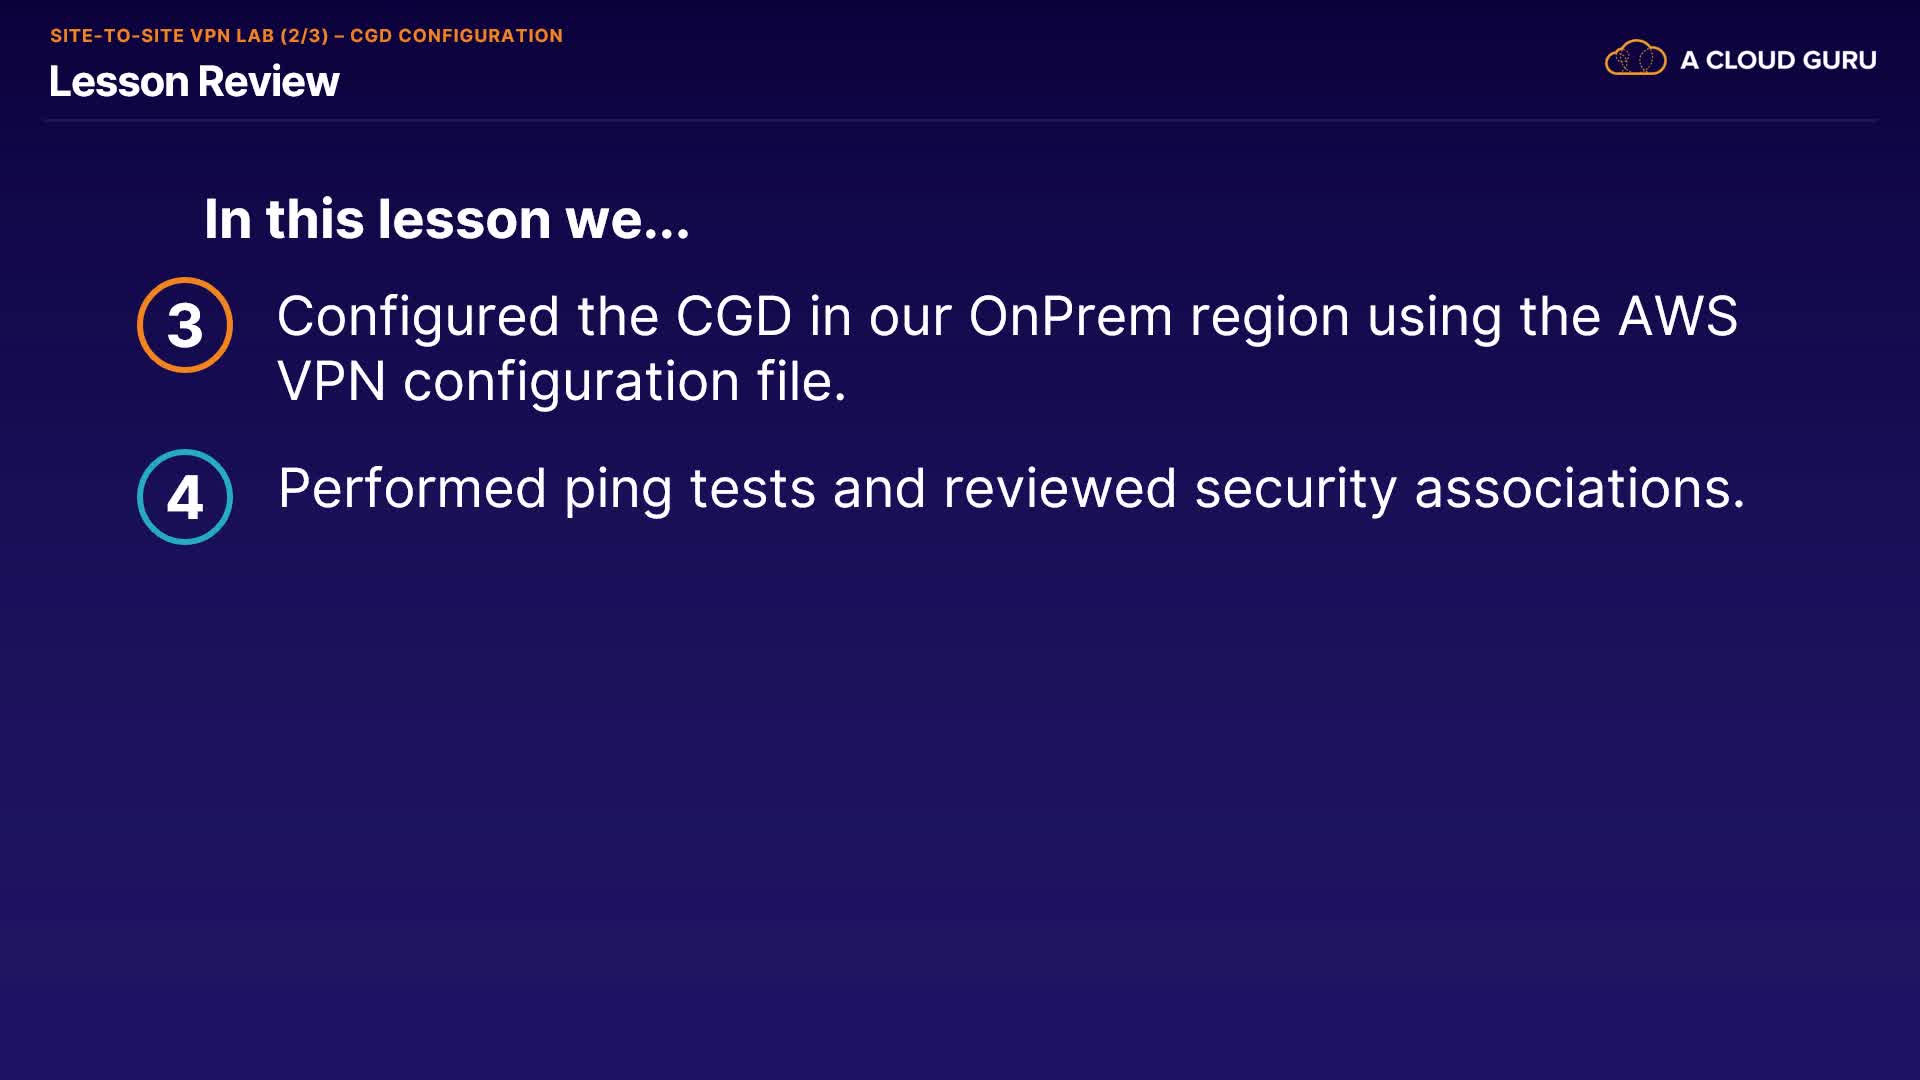 SITE-TO-SITE VPN LAB (2/3) – CGD CONFIGURATION
Lesson Review
A CLOUD GURU
In this lesson we...
3
Configured the CGD in our OnPrem region using the AWS
VPN configuration file.
4
Performed ping tests and reviewed security associations.